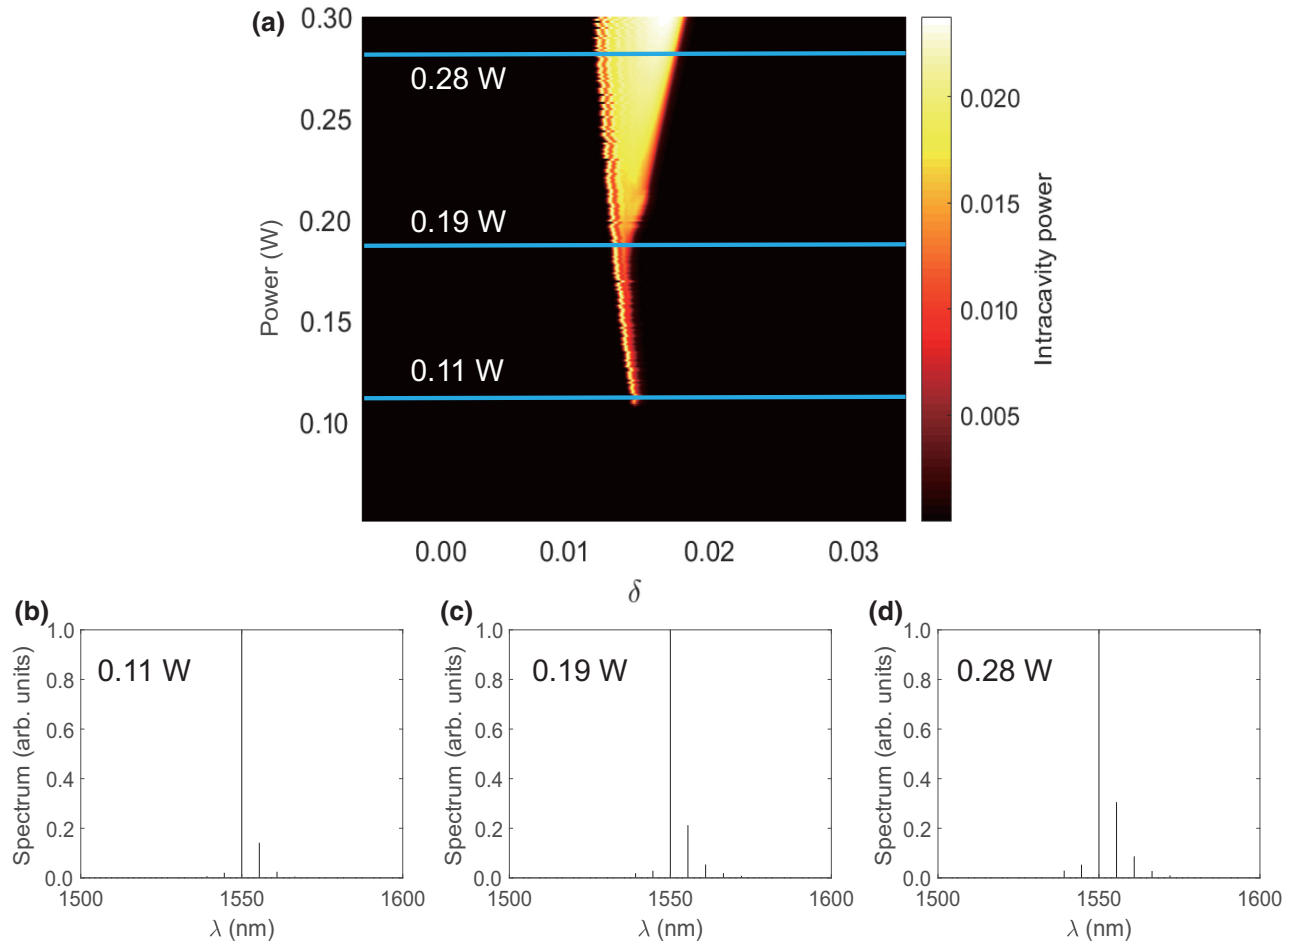 (a)
0.30
0.25
0.20
0.15
0.10
Power (W)
0.28 W
0.19 W
0.11 W
0.00 0.01 0.02 0.03
δ
0.020
0.015
0.010
0.005
Intracavity power
(b)
1.0
0.8
0.6
0.4
0.2
0.0
Spectrum (arb. units)
0.11 W
1500 1550 1600
λ (nm)
(c)
1.0
0.8
0.6
0.4
0.2
0.0
Spectrum (arb. units)
0.19 W
1500 1550 1600
λ (nm)
(d)
1.0
0.8
0.6
0.4
0.2
0.0
Spectrum (arb. units)
0.28 W
1500 1550 1600
λ (nm)